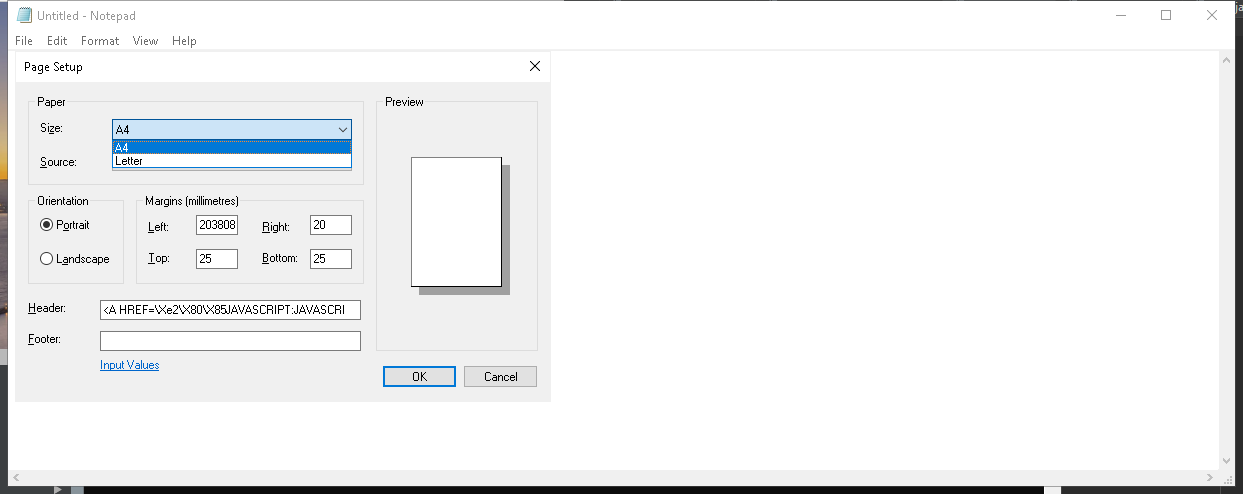 Untitled - Notepad
File Edit Format View Help
Page Setup
Paper
Size: A4
A4
Letter
Source:
Preview
Orientation
Portrait
Landscape
Margins (millimetres)
Left: 203808 Right: 20
Top: 25 Bottom: 25
Header: <A HREF=\Xe2\X80\X85JAVASCRIPT:JAVASCRI
Footer:
Input Values
OK Cancel